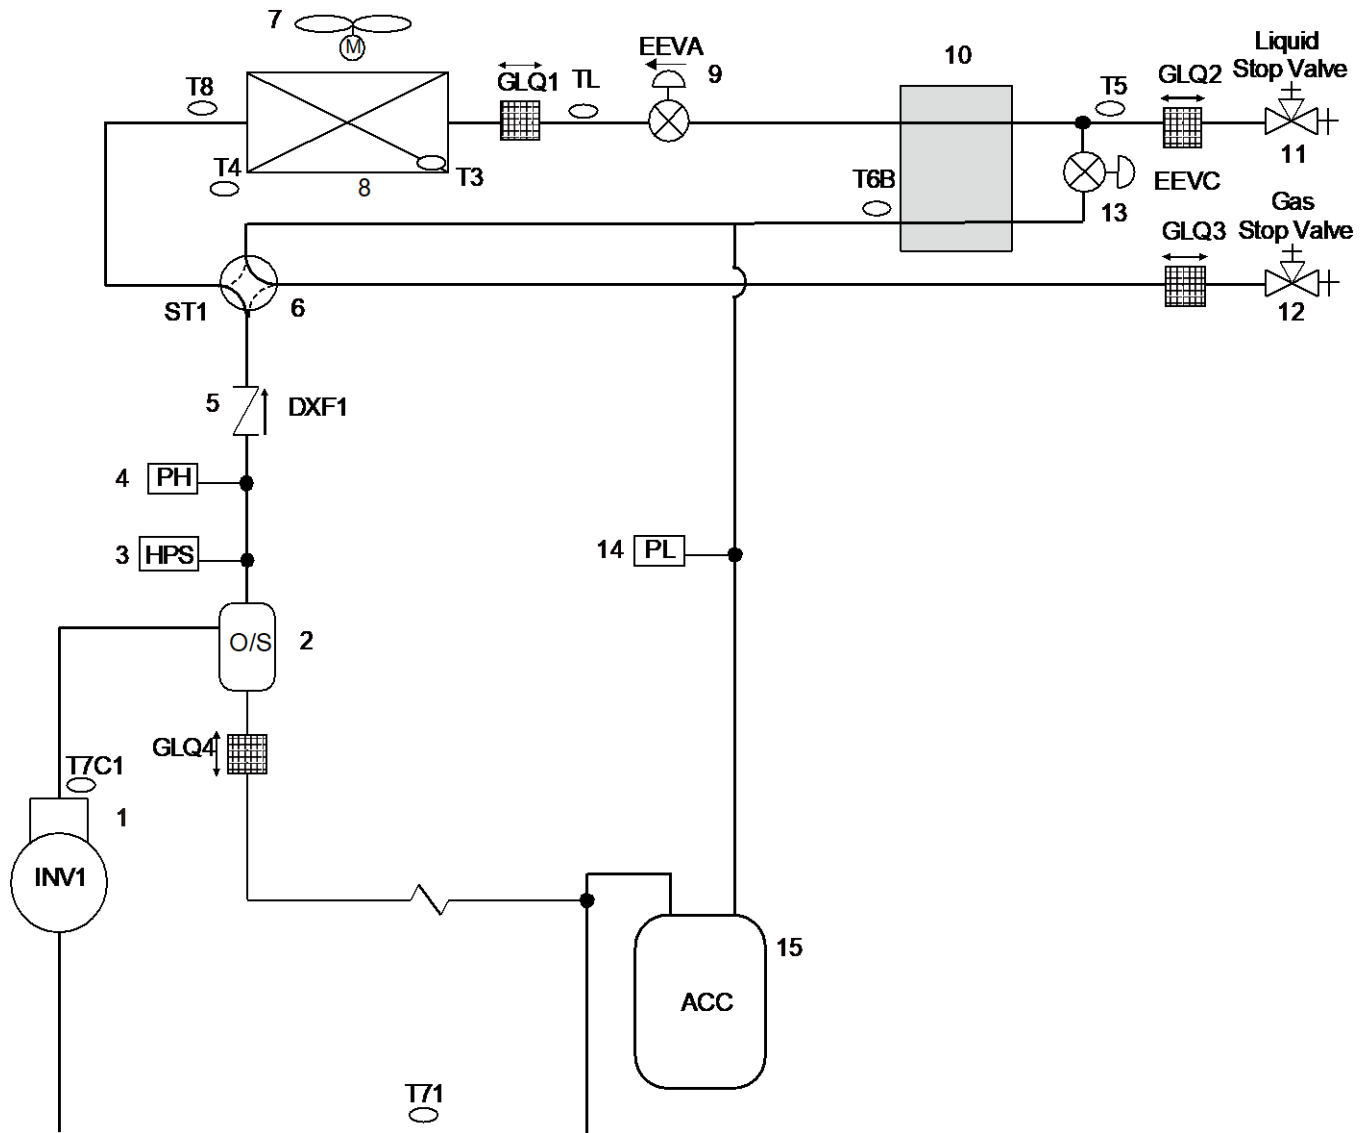 7
M
EEVA
9
10
Liquid
Stop Valve
T8
GLQ1
TL
T5
GLQ2
11
T4
8
T3
T6B
EEVC
13
Gas
Stop Valve
GLQ3
ST1
6
12
5
DXF1
4
PH
3
HPS
14
PL
O/S
2
GLQ4
T7C1
1
INV1
15
ACC
T71